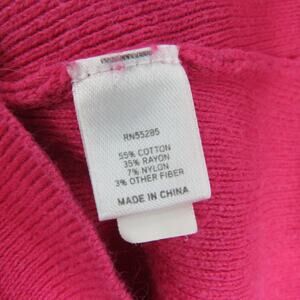 RN55285
55% COTTON
35% RAYON
7% NYLON
3% OTHER FIBER
MADE IN CHINA